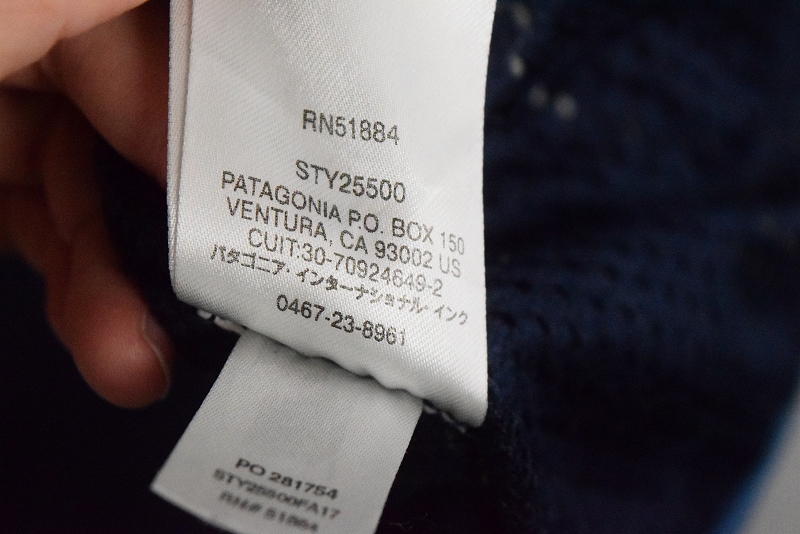 RN51884
STY25500
PATAGONIA P.O. BOX 150
VENTURA, CA 93002 US
CUIT:30-70924649-2
パタゴニア・インターナショナル・インク
0467-23-8961
PO 281754
STY25500FA17
RN# 51884